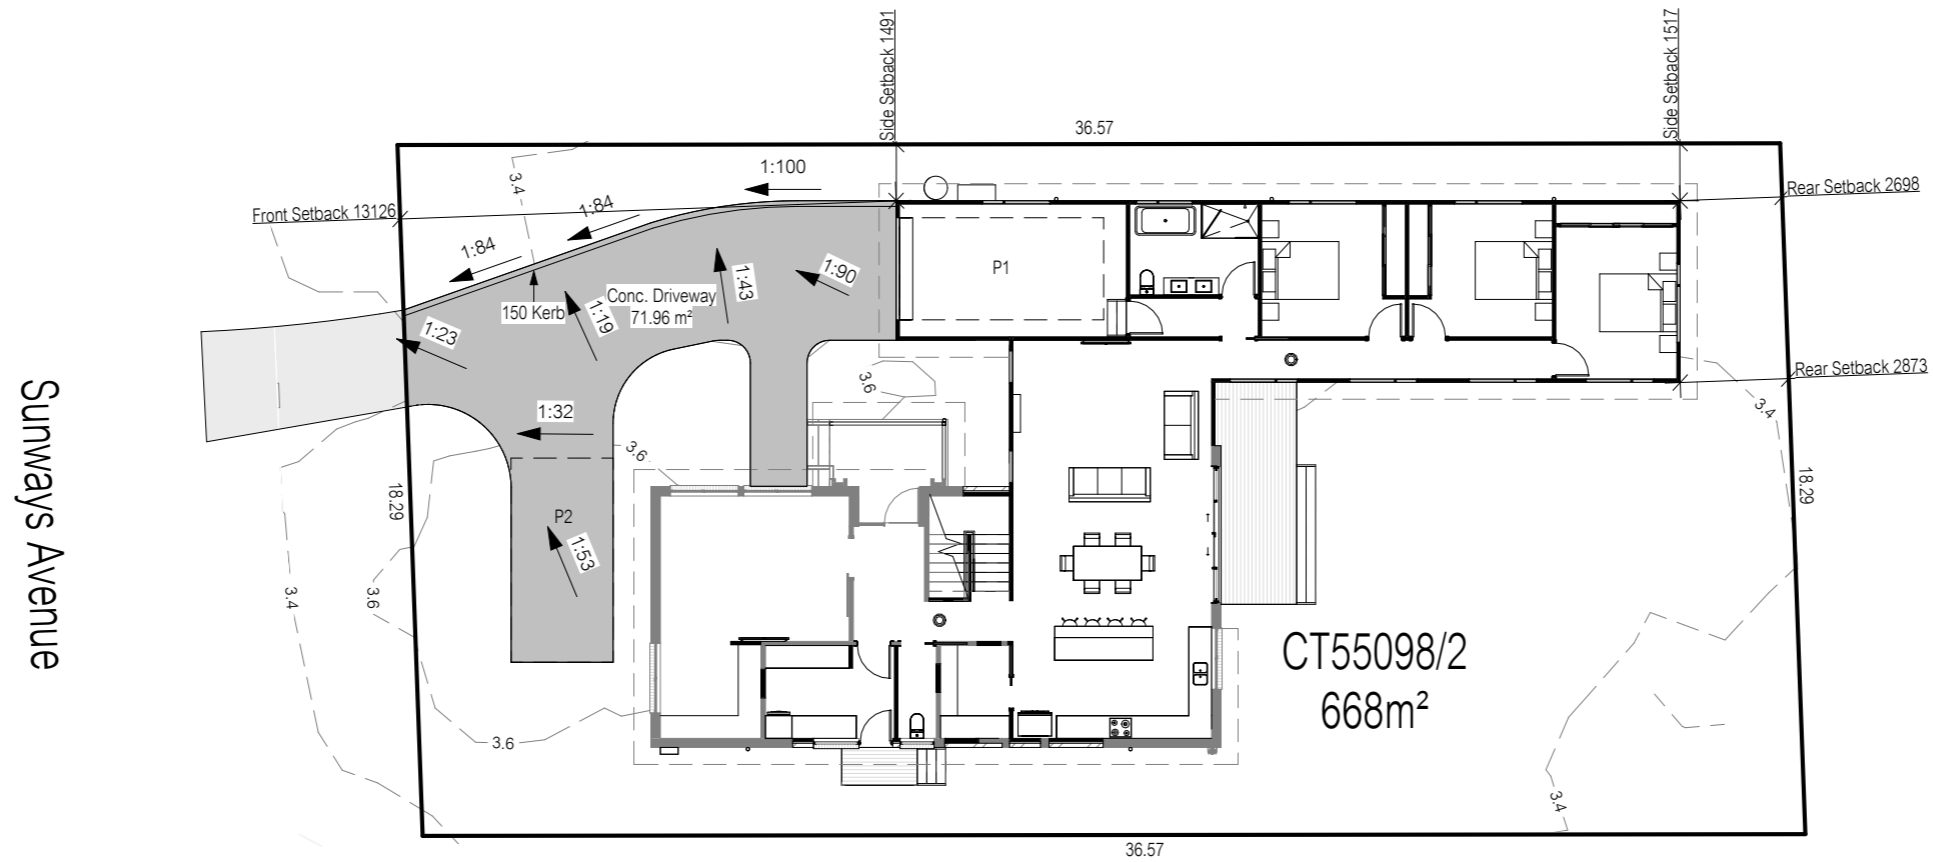 Side Setback 1491
Side Setback 1517
36.57
1:100
3.4
Rear Setback 2698
Front Setback 13126
1:84
1:84
P1
1:90
1:43
Conc. Driveway
71.96 m²
150 Kerb
1:19
1:23
Rear Setback 2873
3.6
3.4
1:32
3.6
Sunways Avenue
18.29
18.29
P2
1:53
3.4
3.6
CT55098/2
668m²
3.6
3.4
36.57